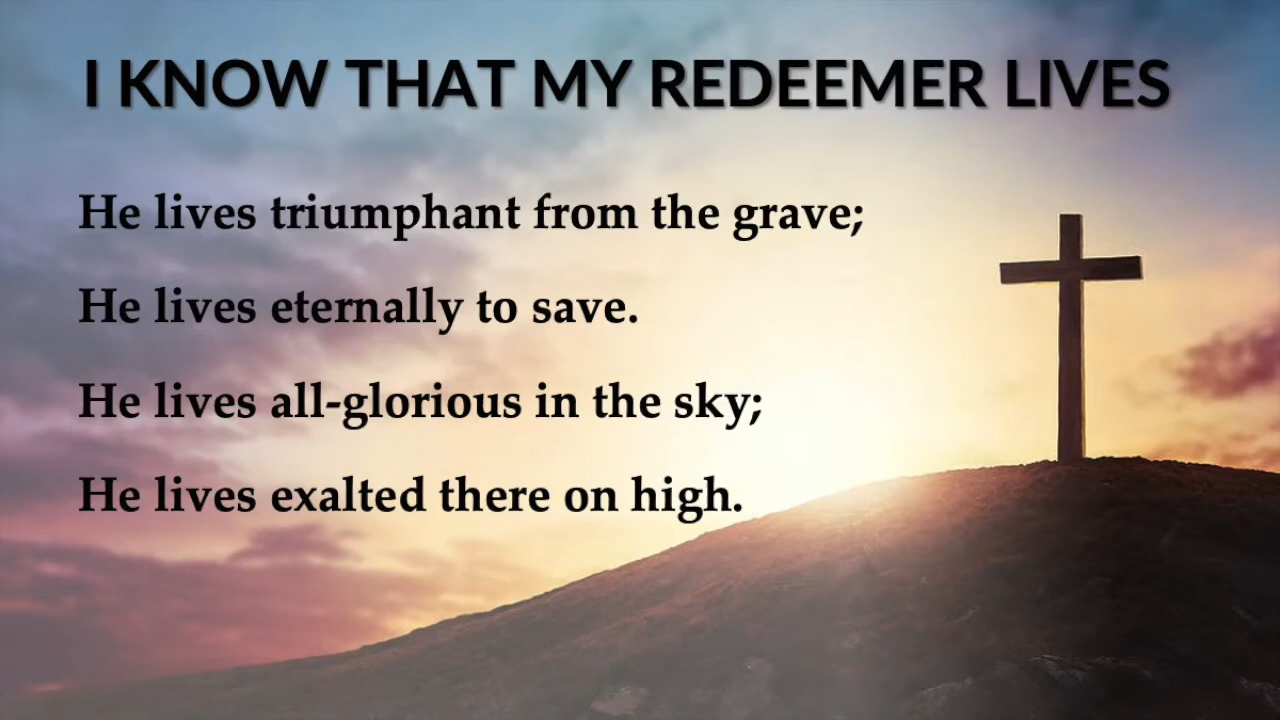 I KNOW THAT MY REDEEMER LIVES
He lives triumphant from the grave;
He lives eternally to save.
He lives all-glorious in the sky;
He lives exalted there on high.